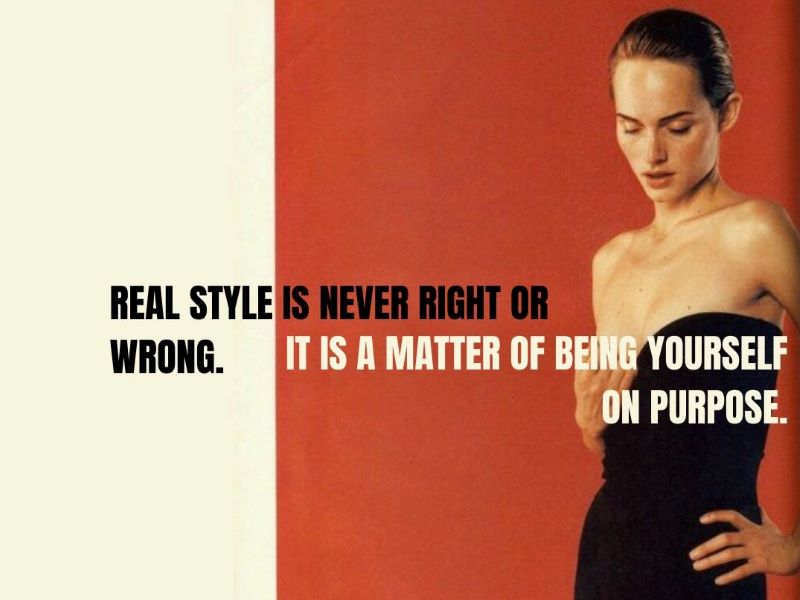 REAL STYLE IS NEVER RIGHT OR
WRONG.
IT IS A MATTER OF BEING YOURSELF
ON PURPOSE.